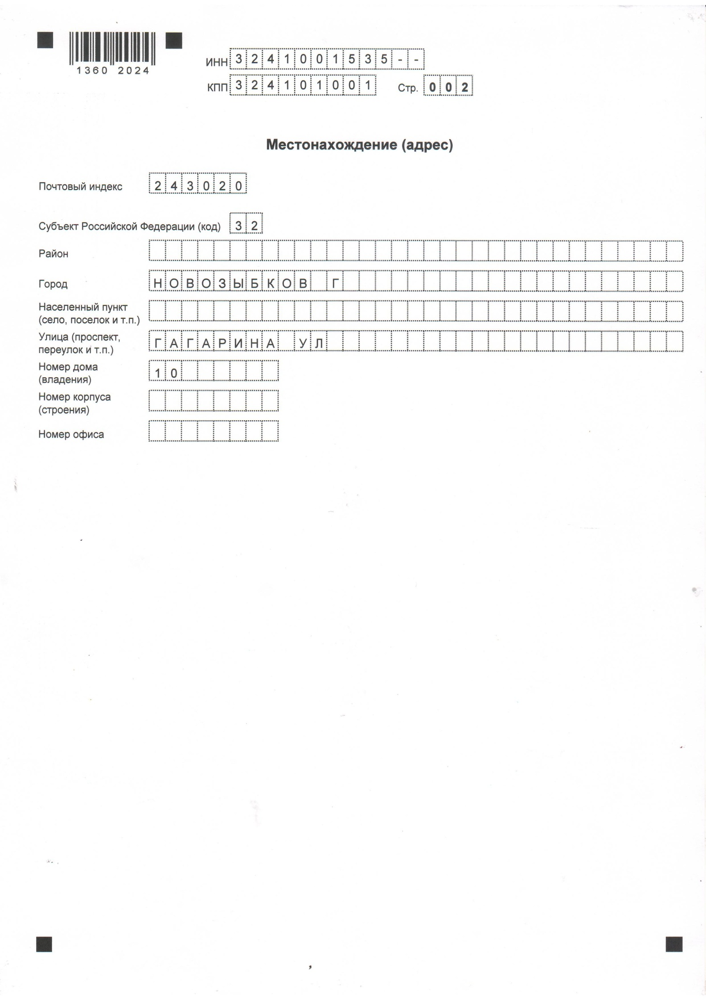 1360 2024
ИНН 3241001535--
КПП 324101001 Стр. 002
Местонахождение (адрес)
Почтовый индекс 243020
Субъект Российской Федерации (код) 32
Район
Город НОВОЗЫБКОВ Г
Населенный пункт
(село, поселок и т.п.)
Улица (проспект,
переулок и т.п.) ГАГАРИНА УЛ
Номер дома
(владения) 10
Номер корпуса
(строения)
Номер офиса